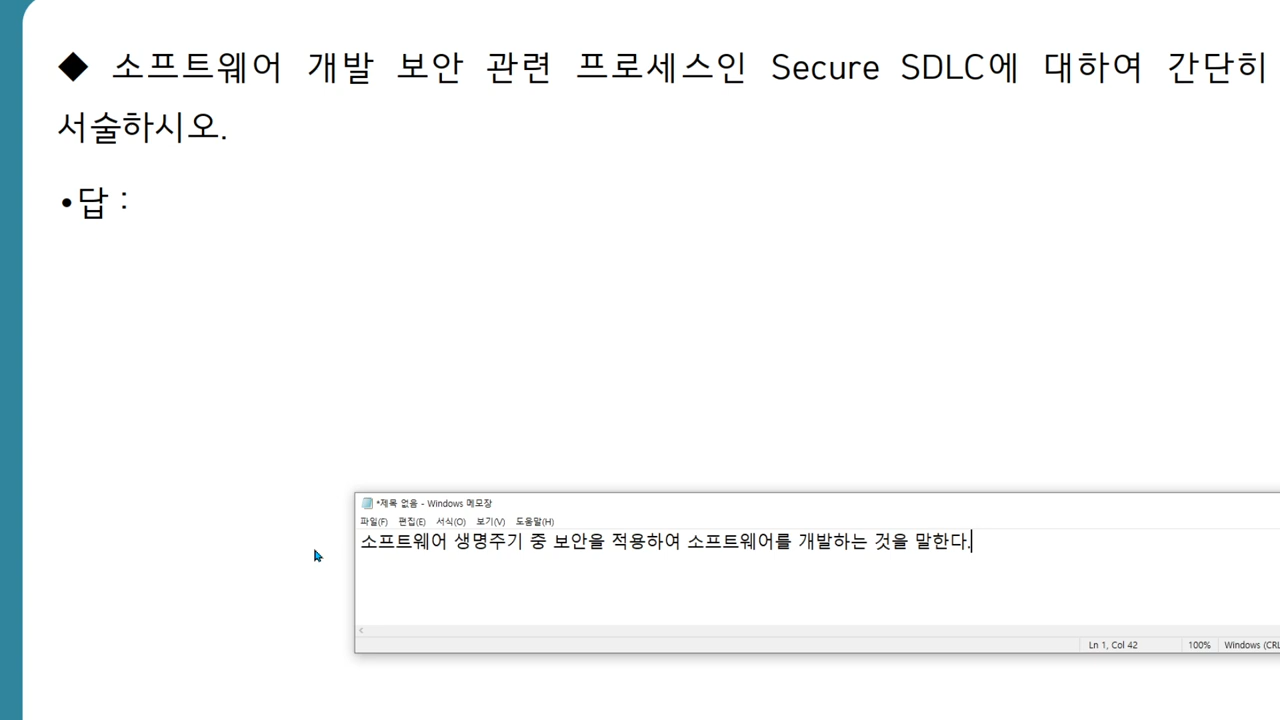 ◆ 소프트웨어 개발 보안 관련 프로세스인 Secure SDLC에 대하여 간단히
서술하시오.
•답 :
*제목 없음 - Windows 메모장
파일(F) 편집(E) 서식(O) 보기(V) 도움말(H)
소프트웨어 생명주기 중 보안을 적용하여 소프트웨어를 개발하는 것을 말한다.
Ln 1, Col 42 100% Windows (CRL